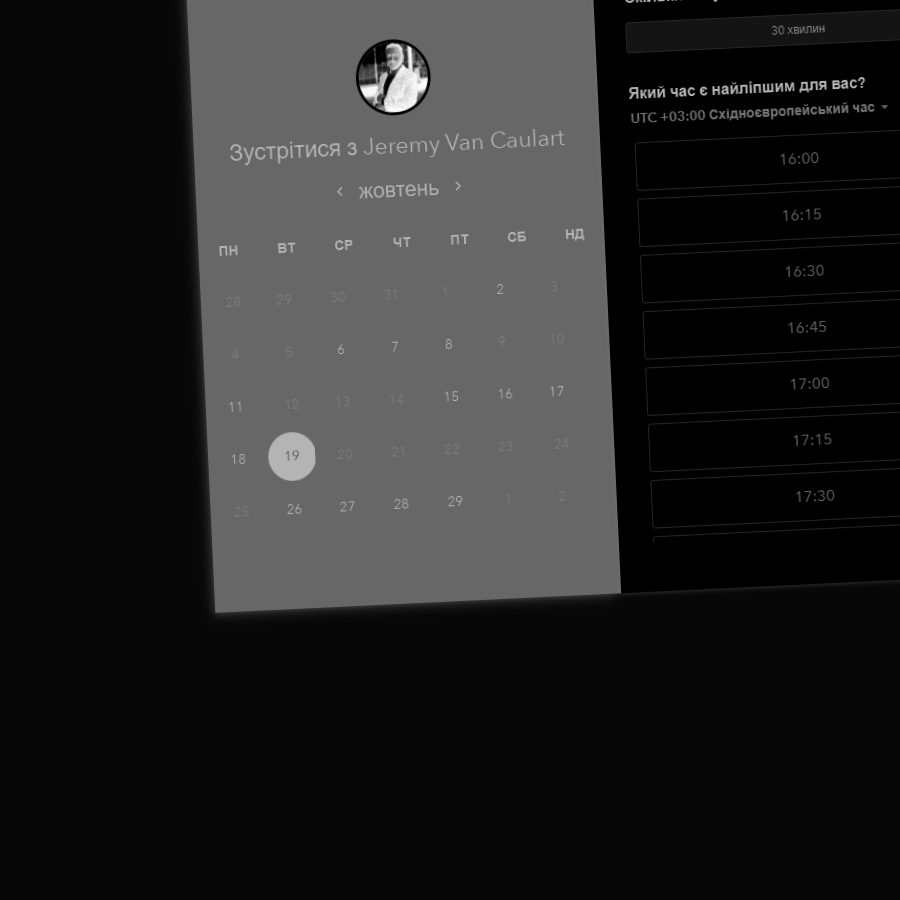 30 хвилин
Який час є найліпшим для вас?
UTC +03:00 Східноєвропейський час
Зустрітися з Jeremy Van Caulart
жовтень
ПН ВТ СР ЧТ ПТ СБ НД
28 29 30 31 1 2 3
4 5 6 7 8 9 10
11 12 13 14 15 16 17
18 19 20 21 22 23 24
25 26 27 28 29 1 2
16:00
16:15
16:30
16:45
17:00
17:15
17:30